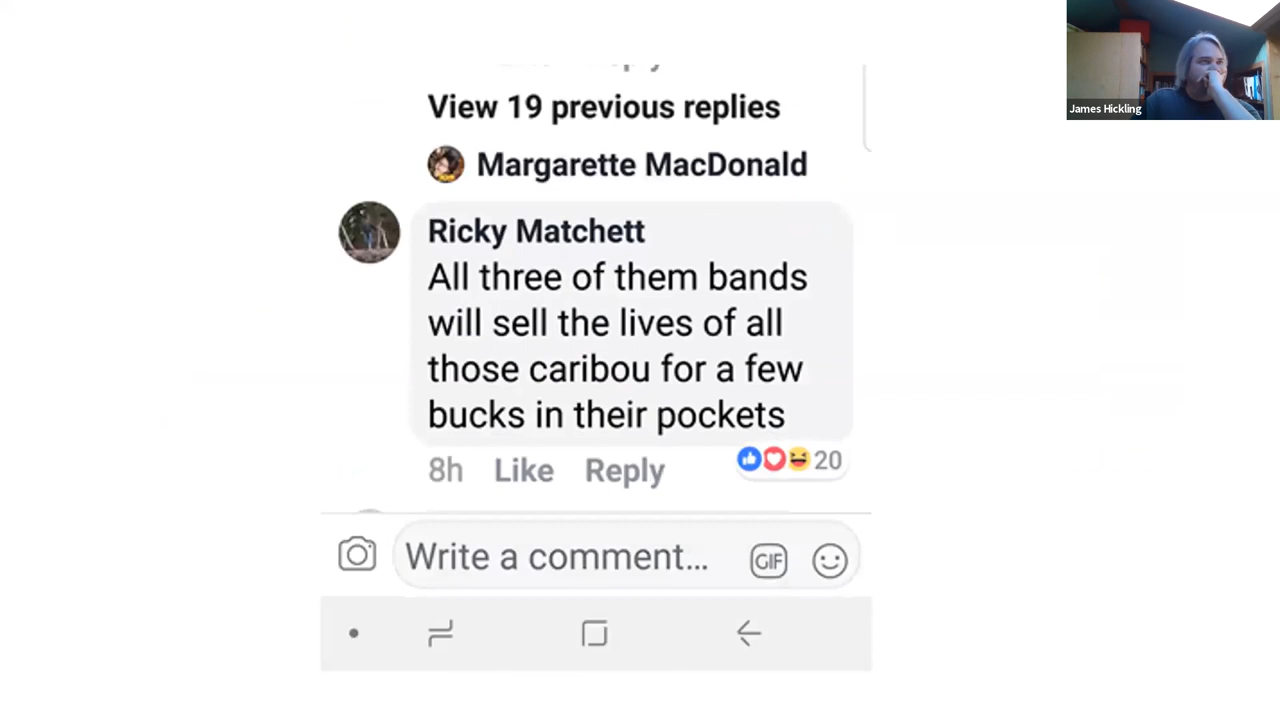 View 19 previous replies
Margarette MacDonald
Ricky Matchett
All three of them bands
will sell the lives of all
those caribou for a few
bucks in their pockets
8h Like Reply 20
Write a comment...
GIF
James Hickling